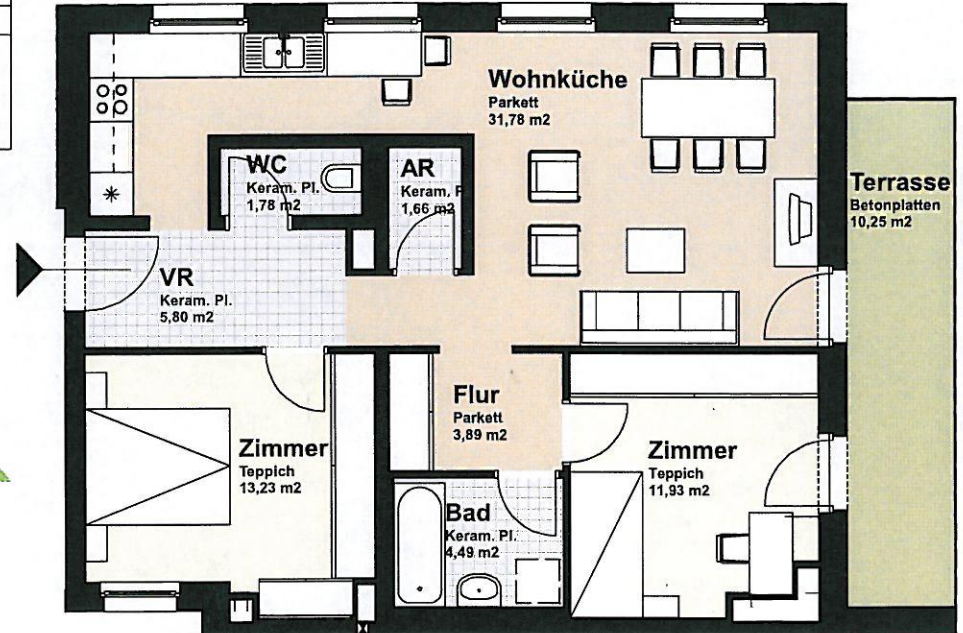 Wohnküche
Parkett
31,78 m2
WC
Keram. Pl.
1,78 m2
AR
Keram. P
1,66 m2
Terrasse
Betonplatten
10,25 m2
VR
Keram. Pl.
5,80 m2
Flur
Parkett
3,89 m2
Zimmer
Teppich
13,23 m2
Zimmer
Teppich
11,93 m2
Bad
Keram. Pl.
4,49 m2